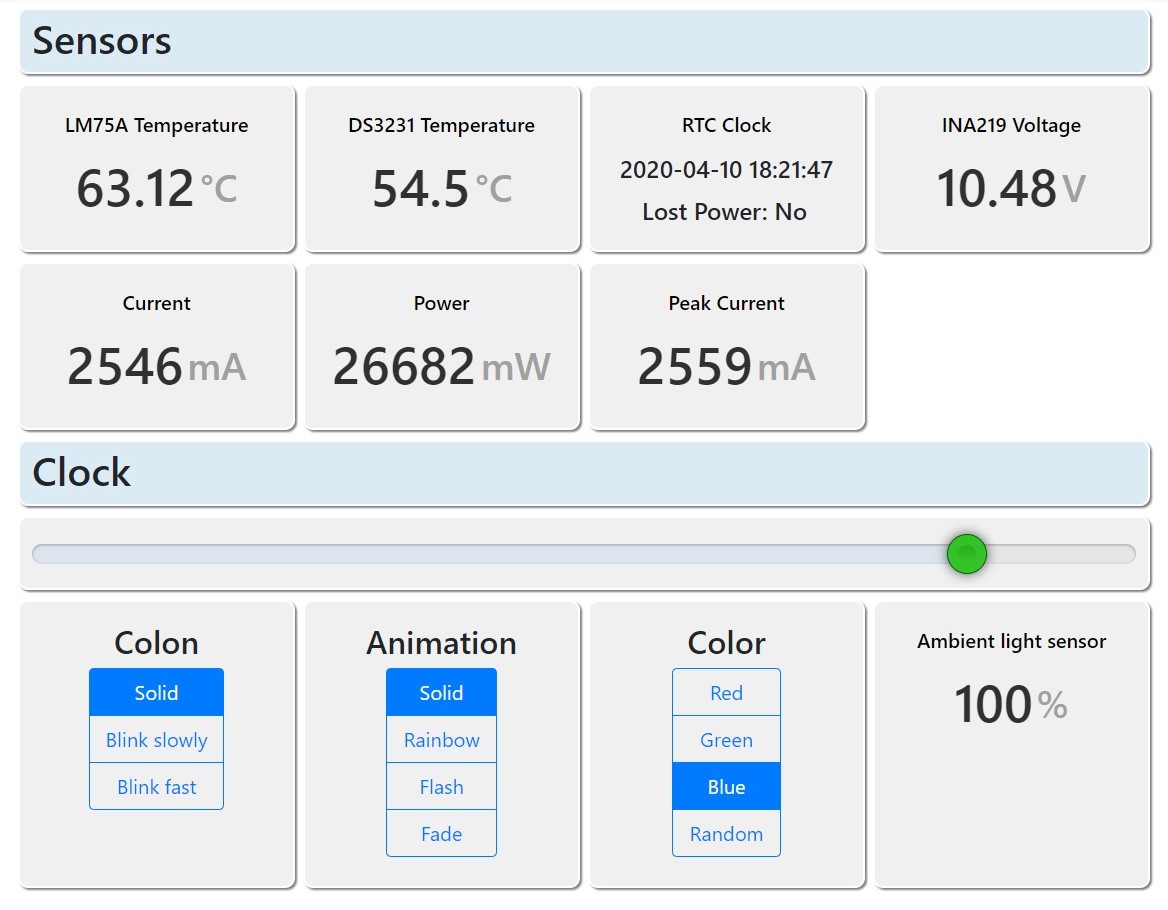 Sensors
LM75A Temperature
63.12 °C
DS3231 Temperature
54.5 °C
RTC Clock
2020-04-10 18:21:47
Lost Power: No
INA219 Voltage
10.48 V
Current
2546 mA
Power
26682 mW
Peak Current
2559 mA
Clock
Colon
Solid
Blink slowly
Blink fast
Animation
Solid
Rainbow
Flash
Fade
Color
Red
Green
Blue
Random
Ambient light sensor
100 %